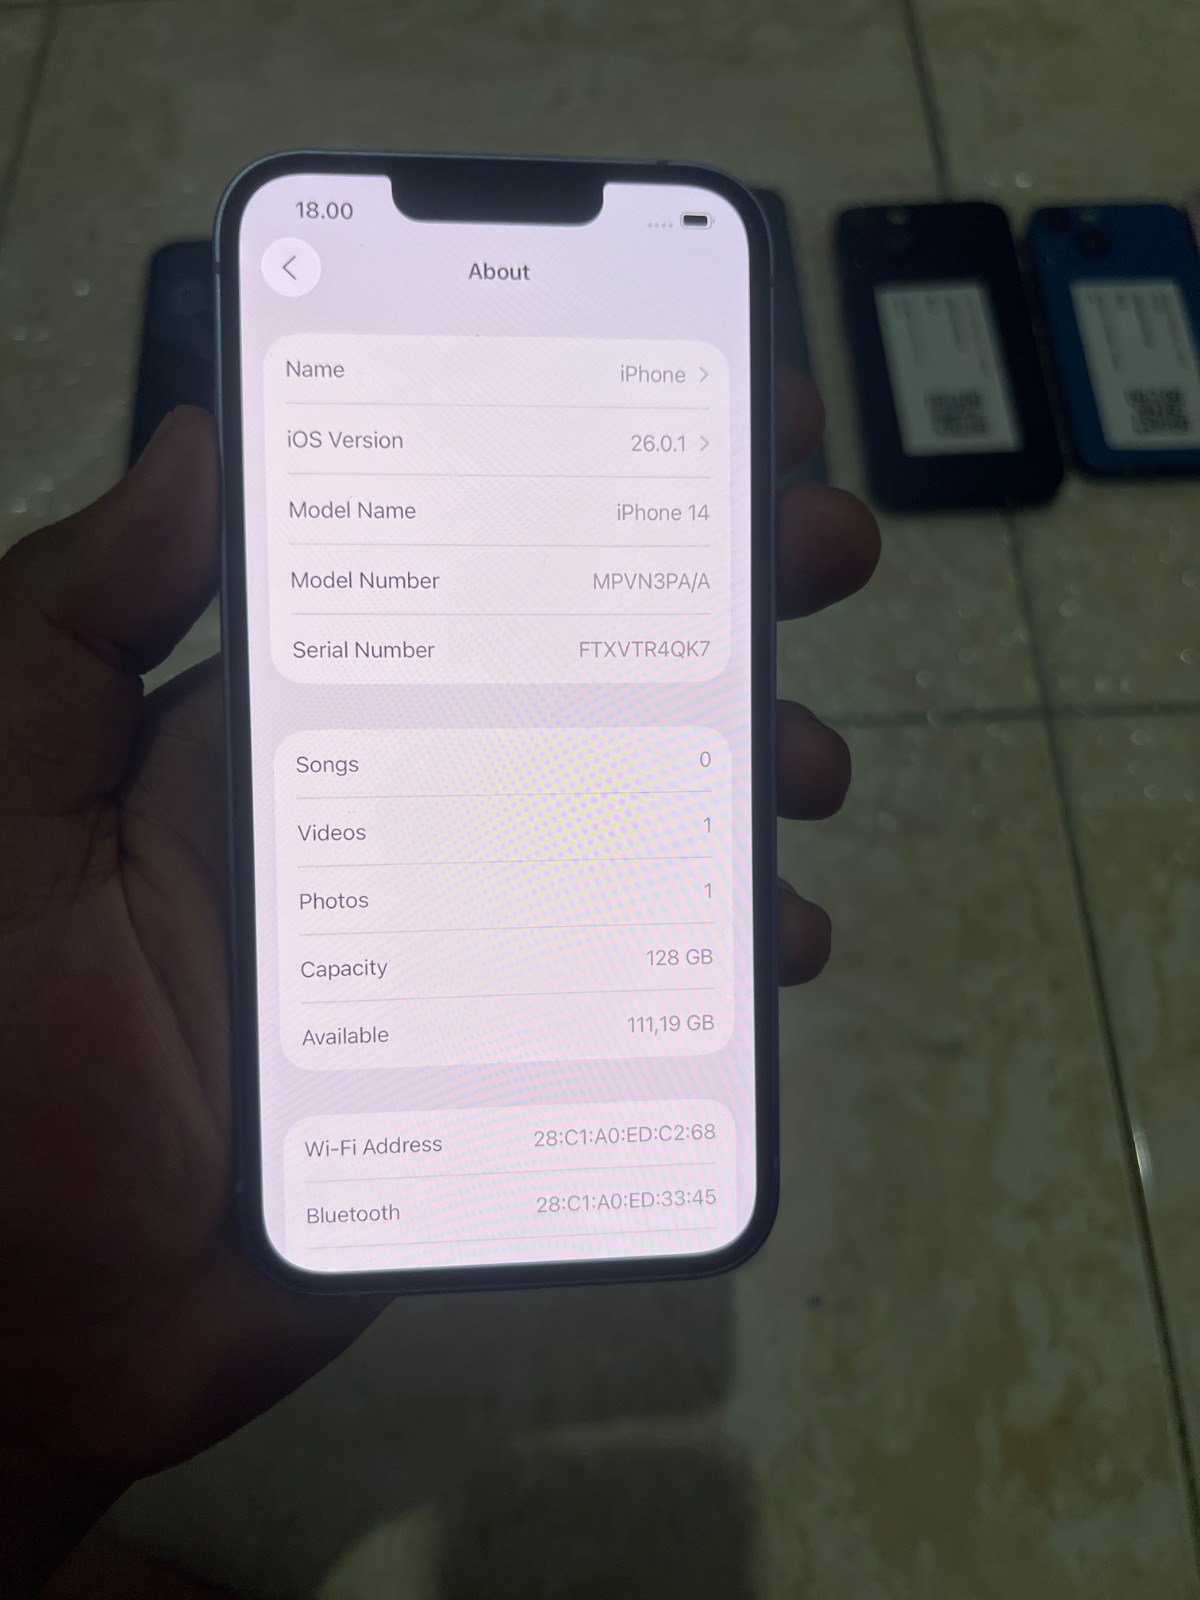 18.00
About
Name iPhone
iOS Version 26.0.1
Model Name iPhone 14
Model Number MPVN3PA/A
Serial Number FTXVTR4QK7
Songs 0
Videos 1
Photos 1
Capacity 128 GB
Available 111,19 GB
Wi-Fi Address 28:C1:A0:ED:C2:68
Bluetooth 28:C1:A0:ED:33:45